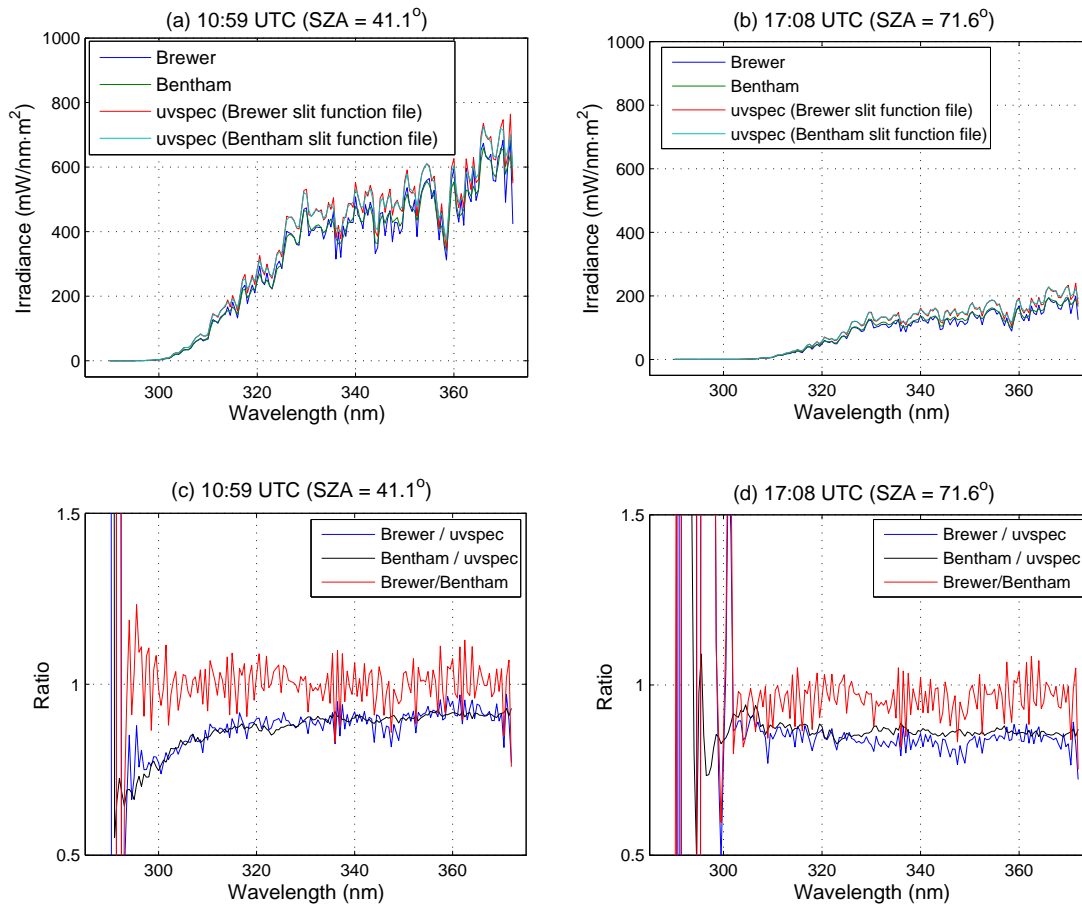 (a) 10:59 UTC (SZA = 41.1°)
1000
800
600
400
200
0
Irradiance (mW/nm·m²)
Brewer
Bentham
uvspec (Brewer slit function file)
uvspec (Bentham slit function file)
300 320 340 360
Wavelength (nm)
(b) 17:08 UTC (SZA = 71.6°)
1000
800
600
400
200
0
Irradiance (mW/nm·m²)
Brewer
Bentham
uvspec (Brewer slit function file)
uvspec (Bentham slit function file)
300 320 340 360
Wavelength (nm)
(c) 10:59 UTC (SZA = 41.1°)
1.5
1
0.5
Ratio
Brewer / uvspec
Bentham / uvspec
Brewer/Bentham
300 320 340 360
Wavelength (nm)
(d) 17:08 UTC (SZA = 71.6°)
1.5
1
0.5
Ratio
Brewer / uvspec
Bentham / uvspec
Brewer/Bentham
300 320 340 360
Wavelength (nm)